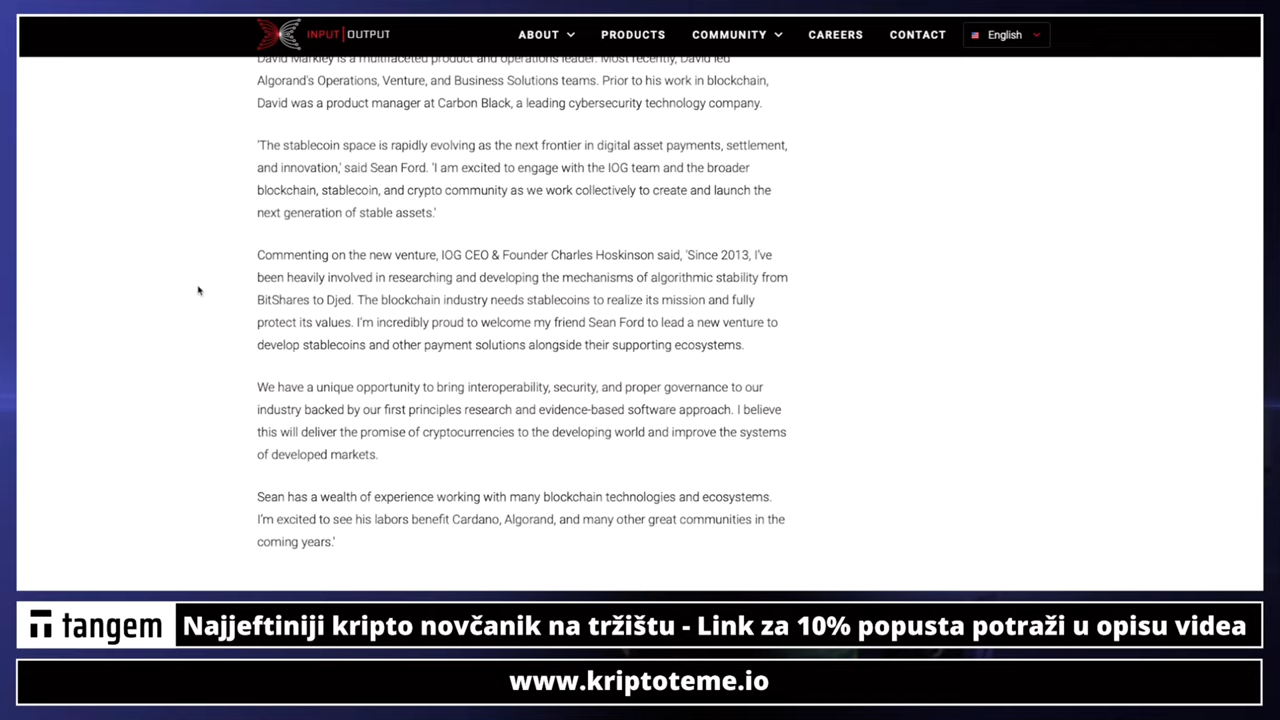 INPUT|OUTPUT
ABOUT
PRODUCTS
COMMUNITY
CAREERS
CONTACT
English
David Markley is a multifaceted product and operations leader. Most recently, David led
Algorand's Operations, Venture, and Business Solutions teams. Prior to his work in blockchain,
David was a product manager at Carbon Black, a leading cybersecurity technology company.
'The stablecoin space is rapidly evolving as the next frontier in digital asset payments, settlement,
and innovation,' said Sean Ford. 'I am excited to engage with the IOG team and the broader
blockchain, stablecoin, and crypto community as we work collectively to create and launch the
next generation of stable assets.'
Commenting on the new venture, IOG CEO & Founder Charles Hoskinson said, 'Since 2013, I've
been heavily involved in researching and developing the mechanisms of algorithmic stability from
BitShares to Djed. The blockchain industry needs stablecoins to realize its mission and fully
protect its values. I'm incredibly proud to welcome my friend Sean Ford to lead a new venture to
develop stablecoins and other payment solutions alongside their supporting ecosystems.
We have a unique opportunity to bring interoperability, security, and proper governance to our
industry backed by our first principles research and evidence-based software approach. I believe
this will deliver the promise of cryptocurrencies to the developing world and improve the systems
of developed markets.
Sean has a wealth of experience working with many blockchain technologies and ecosystems.
I'm excited to see his labors benefit Cardano, Algorand, and many other great communities in the
coming years.'
tangem
Najjeftiniji kripto novčanik na tržištu - Link za 10% popusta potraži u opisu videa
www.kriptoteme.io